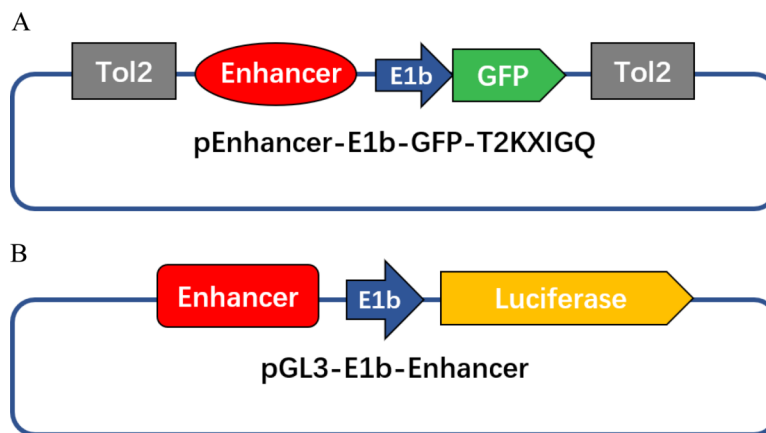 A
Tol2 Enhancer E1b GFP Tol2
pEnhancer-E1b-GFP-T2KXIGQ
B
Enhancer E1b Luciferase
pGL3-E1b-Enhancer